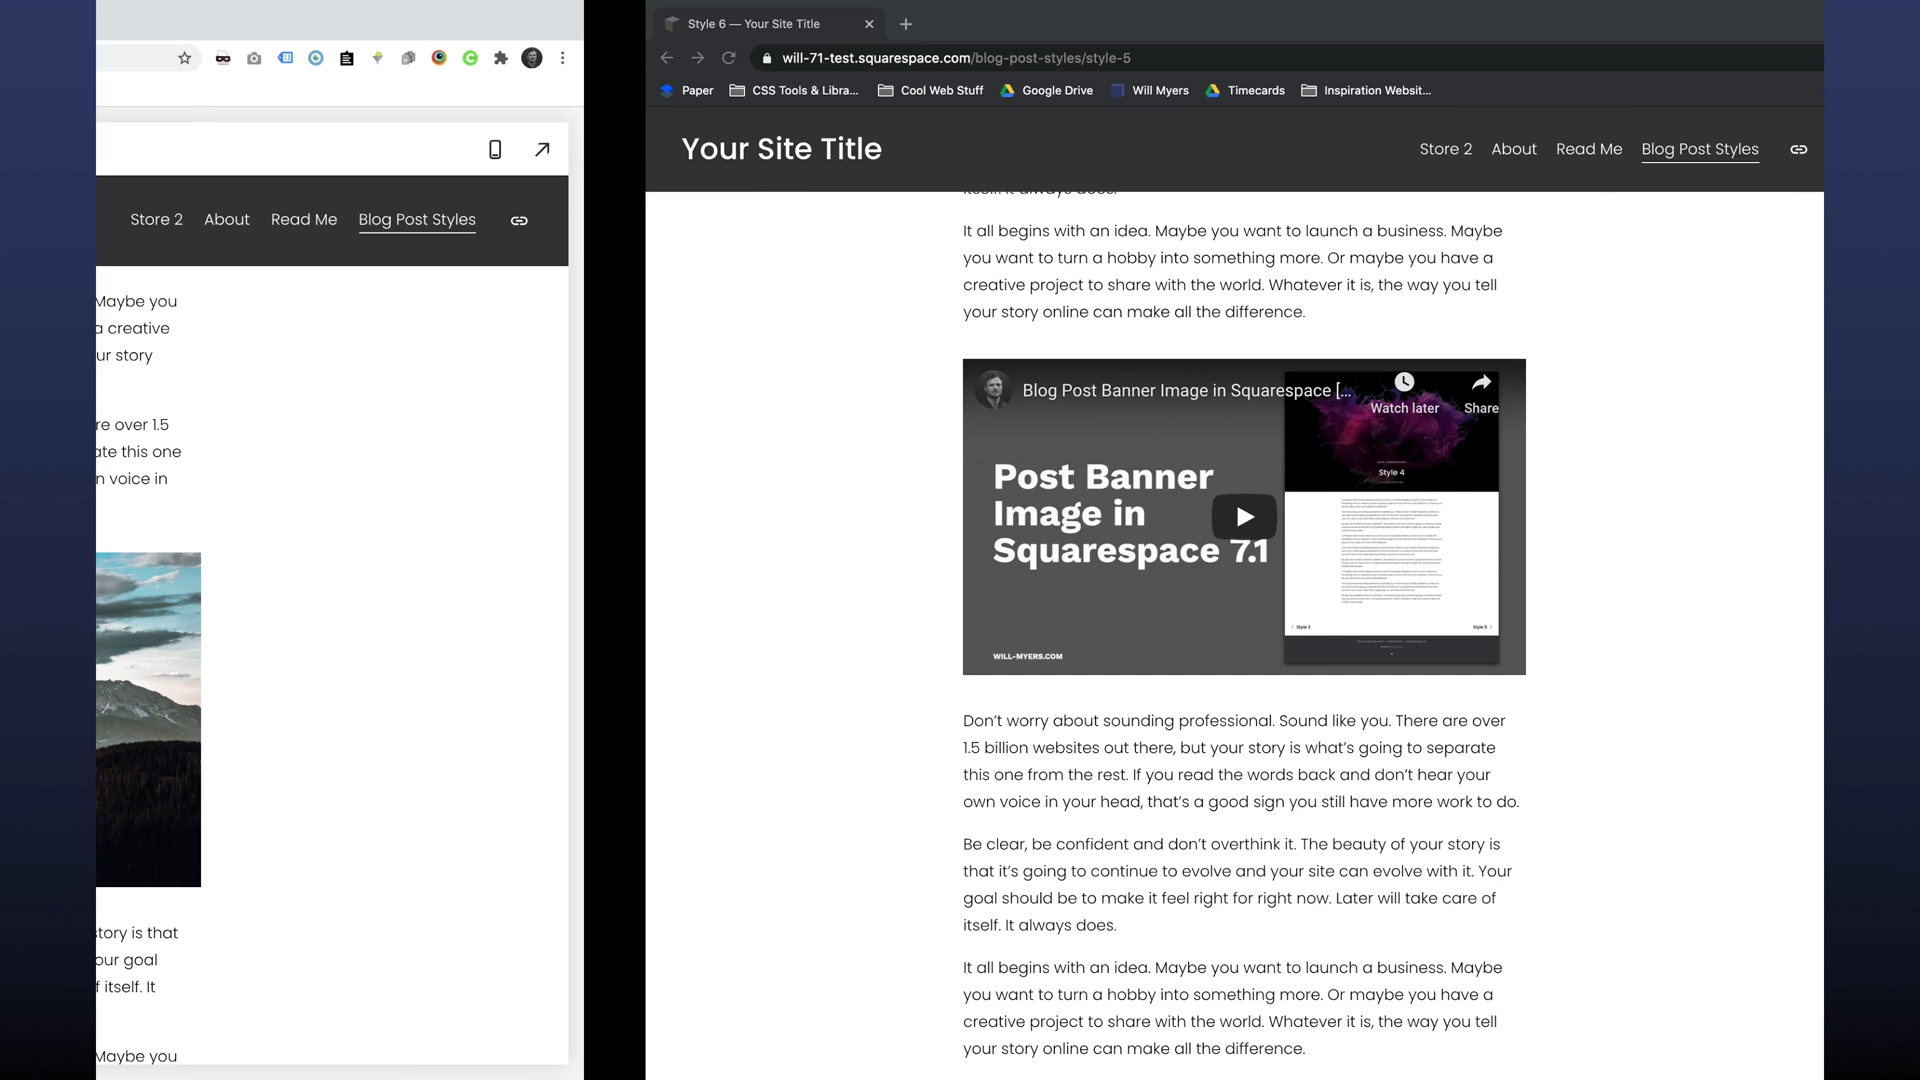 Store 2 About Read Me Blog Post Styles
Maybe you
a creative
ur story
re over 1.5
ate this one
n voice in
story is that
our goal
f itself. It
Maybe you
Style 6 — Your Site Title
will-71-test.squarespace.com/blog-post-styles/style-5
Paper CSS Tools & Libra... Cool Web Stuff Google Drive Will Myers Timecards Inspiration Websit...
Your Site Title Store 2 About Read Me Blog Post Styles
itself. It always does.
It all begins with an idea. Maybe you want to launch a business. Maybe
you want to turn a hobby into something more. Or maybe you have a
creative project to share with the world. Whatever it is, the way you tell
your story online can make all the difference.
Blog Post Banner Image in Squarespace [...
Watch later Share
Post Banner
Image in
Squarespace 7.1
WILL-MYERS.COM
Style 4
Style 3 Style 5
Don’t worry about sounding professional. Sound like you. There are over
1.5 billion websites out there, but your story is what’s going to separate
this one from the rest. If you read the words back and don’t hear your
own voice in your head, that’s a good sign you still have more work to do.
Be clear, be confident and don’t overthink it. The beauty of your story is
that it’s going to continue to evolve and your site can evolve with it. Your
goal should be to make it feel right for right now. Later will take care of
itself. It always does.
It all begins with an idea. Maybe you want to launch a business. Maybe
you want to turn a hobby into something more. Or maybe you have a
creative project to share with the world. Whatever it is, the way you tell
your story online can make all the difference.